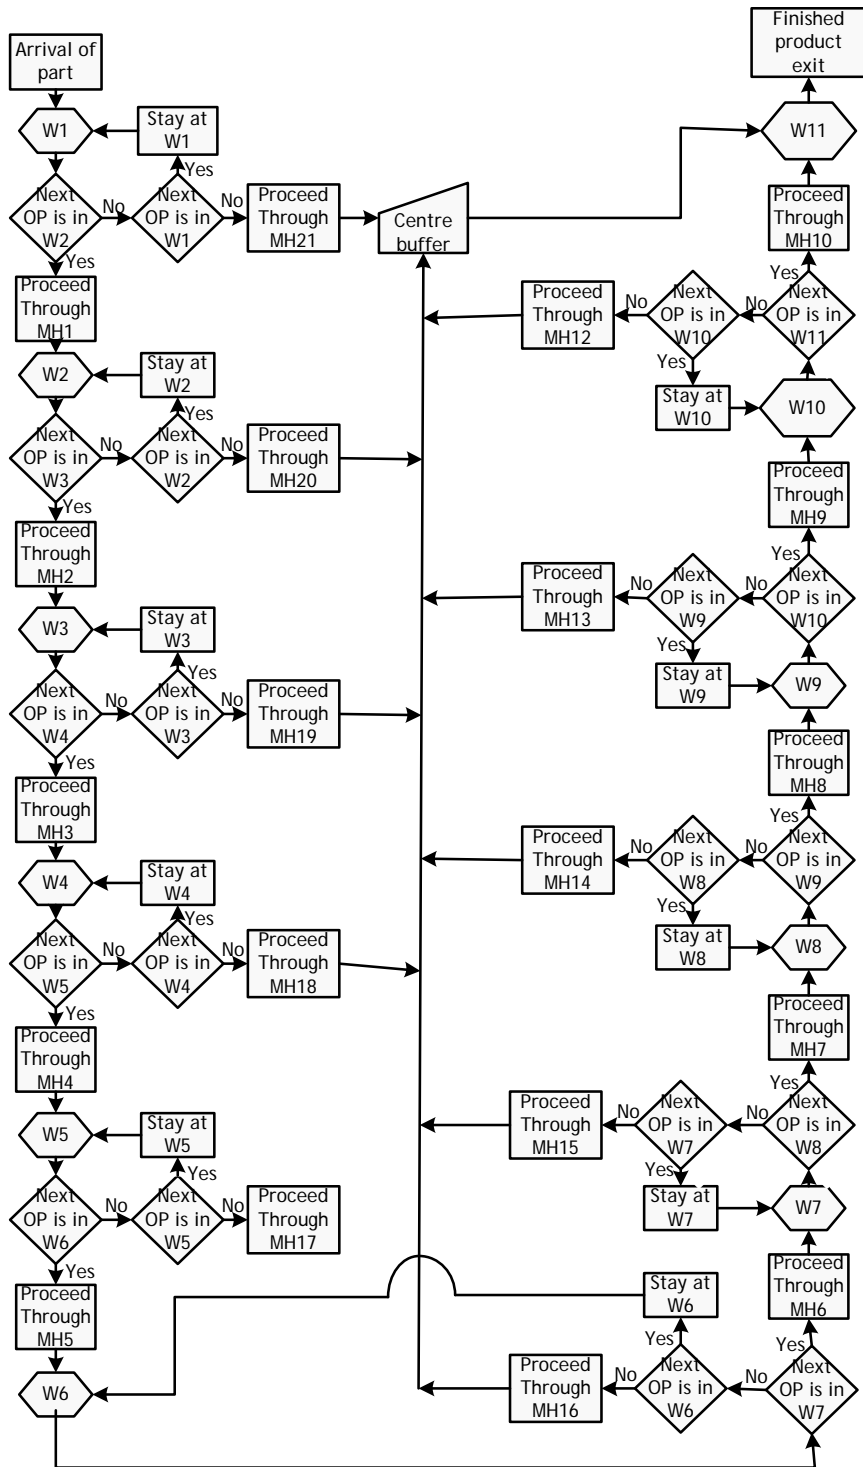 Arrival of
part
W1
Stay at
W1
Yes
Next
OP is in
W2
No
Next
OP is in
W1
No
Proceed
Through
MH21
Centre
buffer
Yes
Proceed
Through
MH1
W2
Stay at
W2
Yes
Next
OP is in
W3
No
Next
OP is in
W2
No
Proceed
Through
MH20
Yes
Proceed
Through
MH2
W3
Stay at
W3
Yes
Next
OP is in
W4
No
Next
OP is in
W3
No
Proceed
Through
MH19
Yes
Proceed
Through
MH3
W4
Stay at
W4
Yes
Next
OP is in
W5
No
Next
OP is in
W4
No
Proceed
Through
MH18
Yes
Proceed
Through
MH4
W5
Stay at
W5
Yes
Next
OP is in
W6
No
Next
OP is in
W5
No
Proceed
Through
MH17
Yes
Proceed
Through
MH5
W6
Finished
product
exit
W11
Proceed
Through
MH10
Yes
Proceed
Through
MH12
No
Next
OP is in
W10
No
Next
OP is in
W11
Yes
Stay at
W10
W10
Proceed
Through
MH9
Yes
Proceed
Through
MH13
No
Next
OP is in
W9
No
Next
OP is in
W10
Yes
Stay at
W9
W9
Proceed
Through
MH8
Yes
Proceed
Through
MH14
No
Next
OP is in
W8
No
Next
OP is in
W9
Yes
Stay at
W8
W8
Proceed
Through
MH7
Yes
Proceed
Through
MH15
No
Next
OP is in
W7
No
Next
OP is in
W8
Yes
Stay at
W7
W7
Proceed
Through
MH6
Stay at
W6
Yes
Yes
Proceed
Through
MH16
No
Next
OP is in
W6
No
Next
OP is in
W7